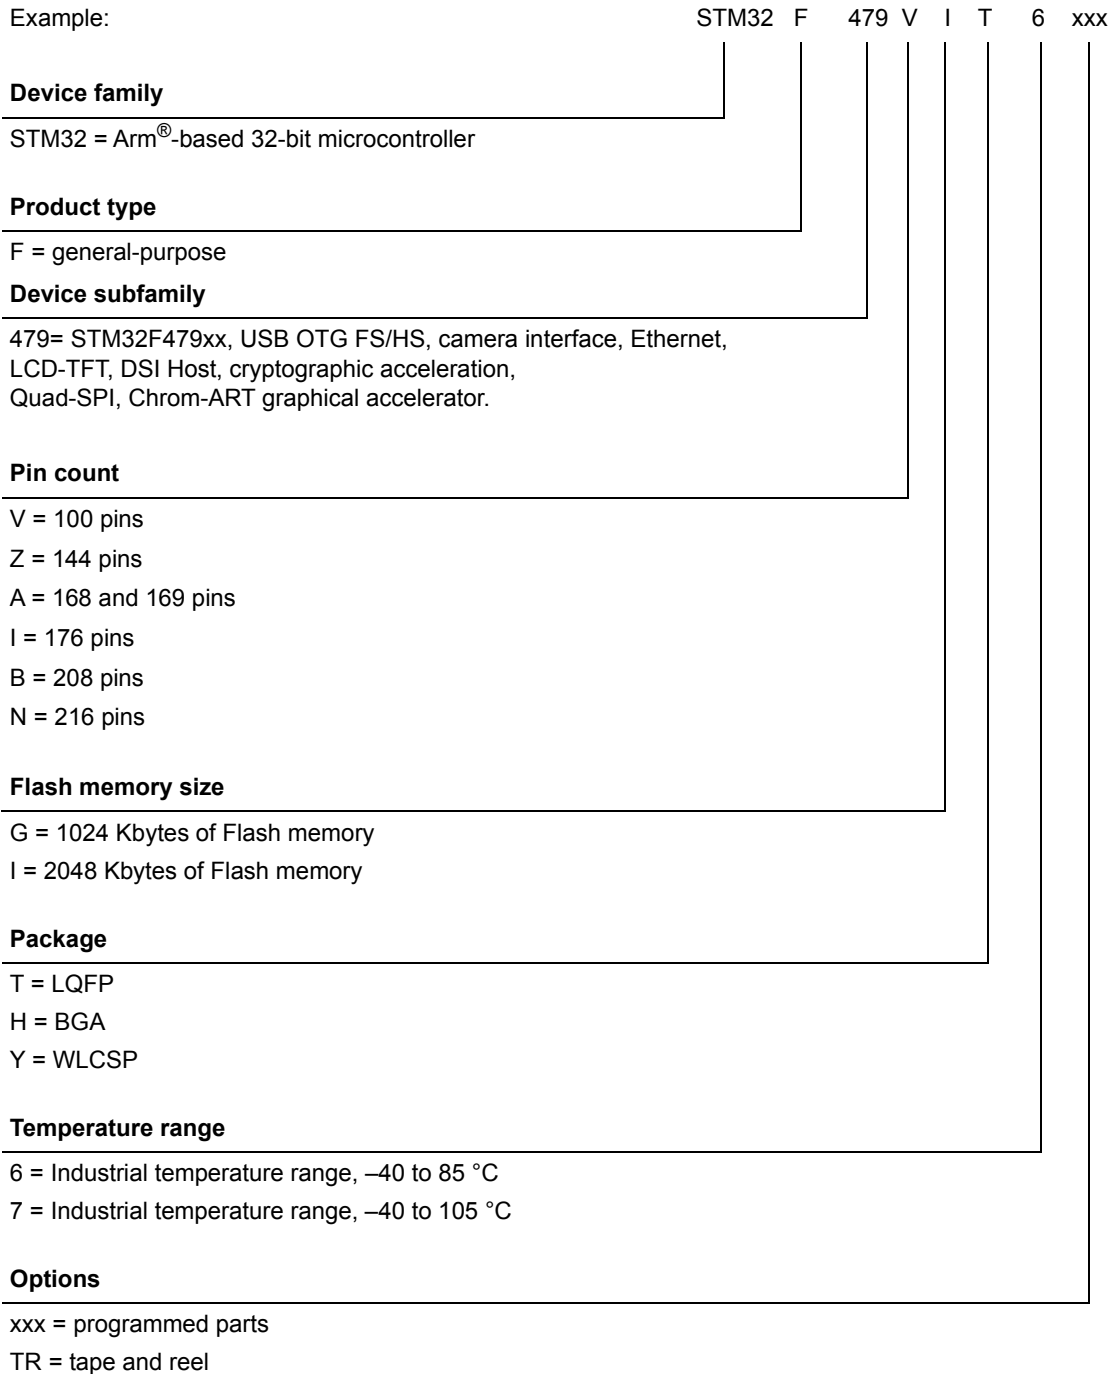 Example: STM32 F 479 V I T 6 xxx
Device family
STM32 = Arm®-based 32-bit microcontroller
Product type
F = general-purpose
Device subfamily
479= STM32F479xx, USB OTG FS/HS, camera interface, Ethernet,
LCD-TFT, DSI Host, cryptographic acceleration,
Quad-SPI, Chrom-ART graphical accelerator.
Pin count
V = 100 pins
Z = 144 pins
A = 168 and 169 pins
I = 176 pins
B = 208 pins
N = 216 pins
Flash memory size
G = 1024 Kbytes of Flash memory
I = 2048 Kbytes of Flash memory
Package
T = LQFP
H = BGA
Y = WLCSP
Temperature range
6 = Industrial temperature range, –40 to 85 °C
7 = Industrial temperature range, –40 to 105 °C
Options
xxx = programmed parts
TR = tape and reel